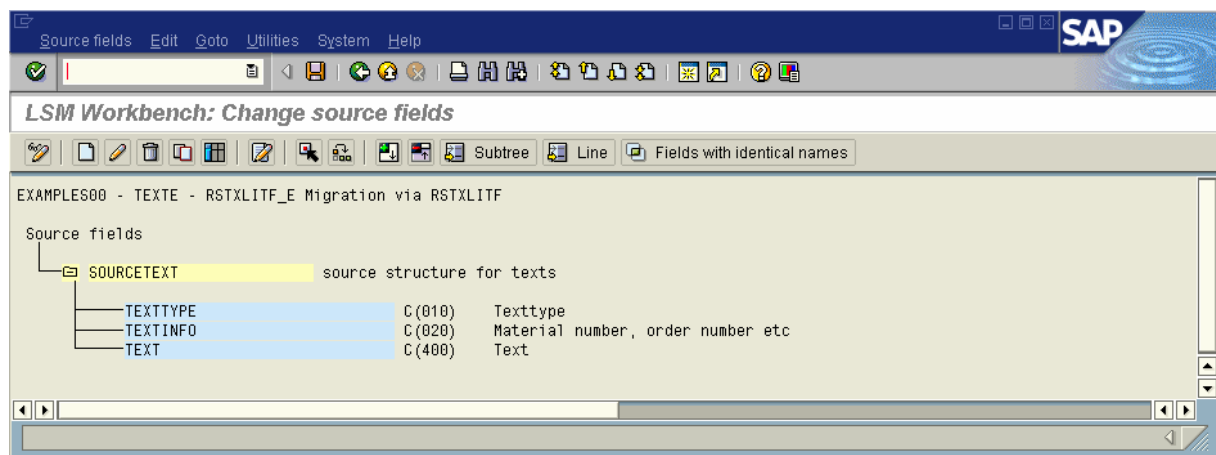 Source fields Edit Goto Utilities System Help
SAP
LSM Workbench: Change source fields
Subtree Line Fields with identical names
EXAMPLES00 - TEXTE - RSTXLITF_E Migration via RSTXLITF
Source fields
SOURCETEXT source structure for texts
TEXTTYPE C(010) Texttype
TEXTINFO C(020) Material number, order number etc
TEXT C(400) Text